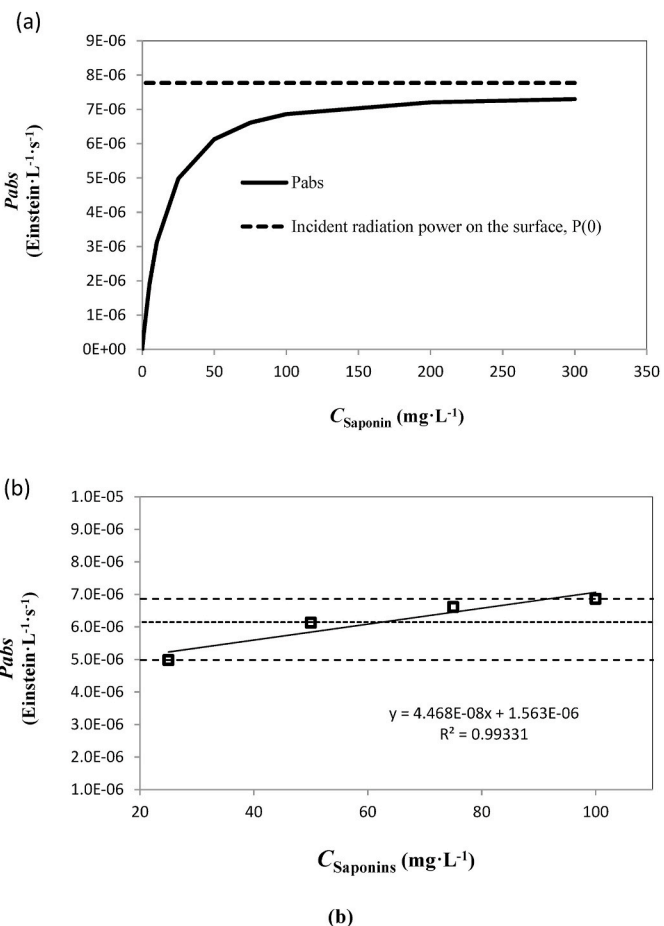 (a)
9E-06
8E-06
7E-06
6E-06
5E-06
4E-06
3E-06
2E-06
1E-06
0E+00
Pabs
(Einstein·L⁻¹·s⁻¹)
Pabs
Incident radiation power on the surface, P(0)
0 50 100 150 200 250 300 350
C Saponin (mg·L⁻¹)
(b)
1.0E-05
9.0E-06
8.0E-06
7.0E-06
6.0E-06
5.0E-06
4.0E-06
3.0E-06
2.0E-06
1.0E-06
Pabs
(Einstein·L⁻¹·s⁻¹)
y = 4.468E-08x + 1.563E-06
R² = 0.99331
20 40 60 80 100
C Saponins (mg·L⁻¹)
(b)